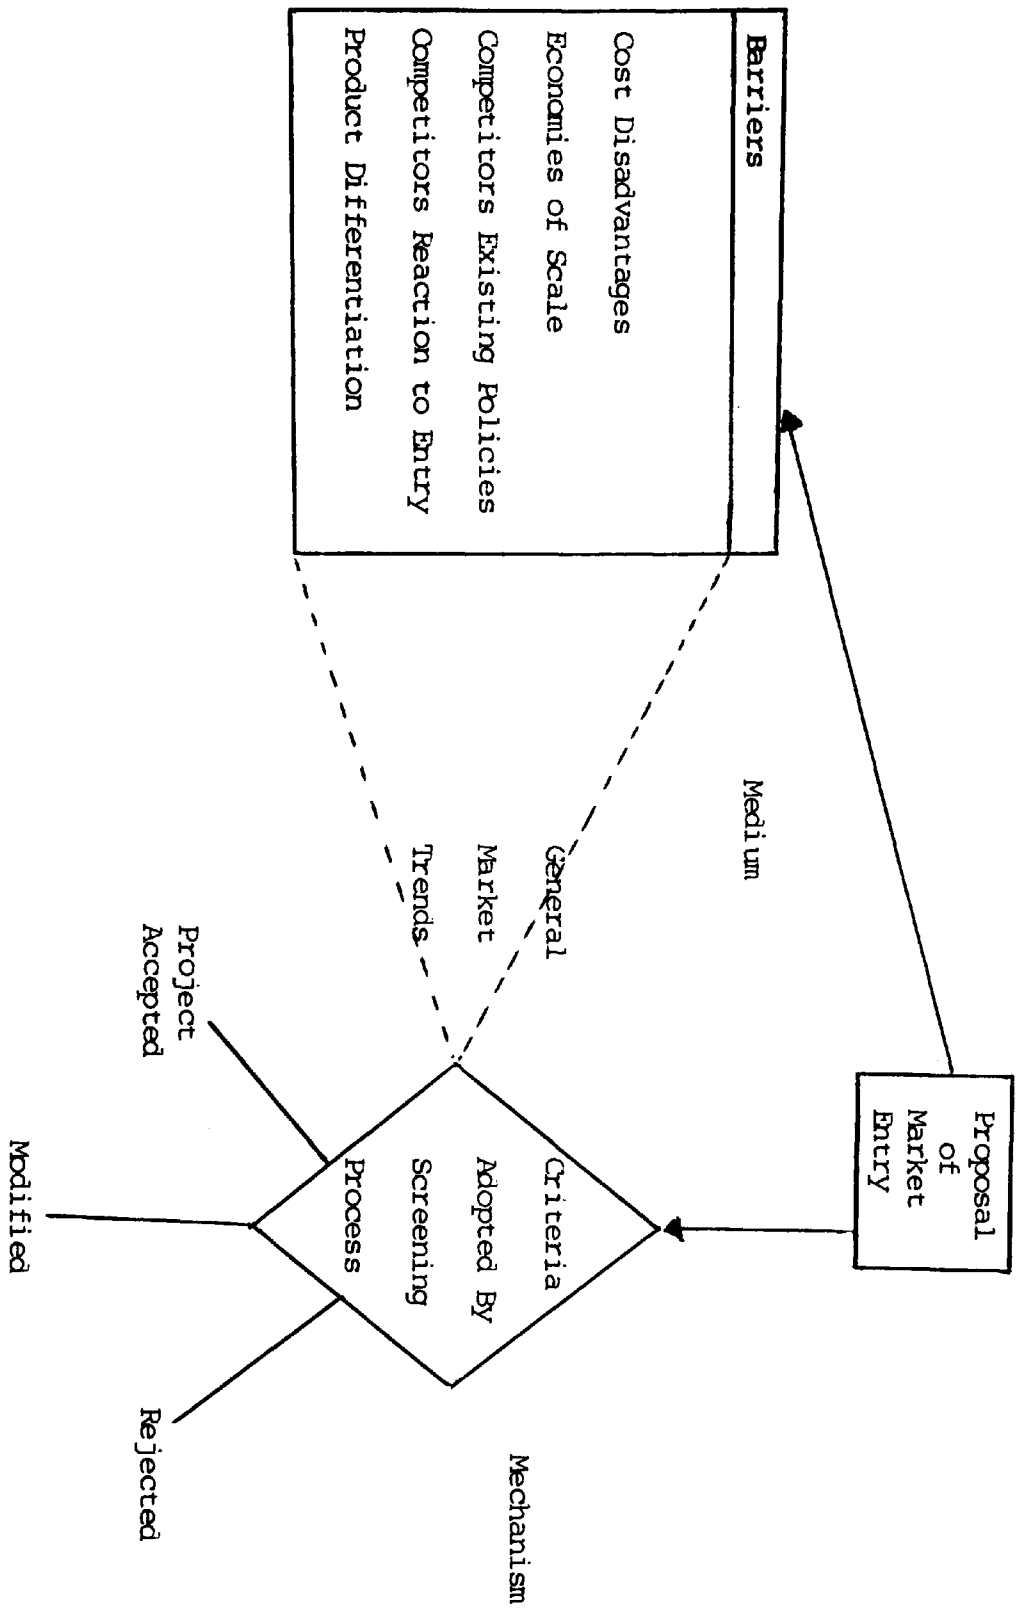 Proposal
of
Market
Entry
Barriers
Cost Disadvantages
Economies of Scale
Competitors Existing Policies
Competitors Reaction to Entry
Product Differentiation
Medium
General
Market
Trends
Criteria
Adopted By
Screening
Process
Mechanism
Project
Accepted
Modified
Rejected